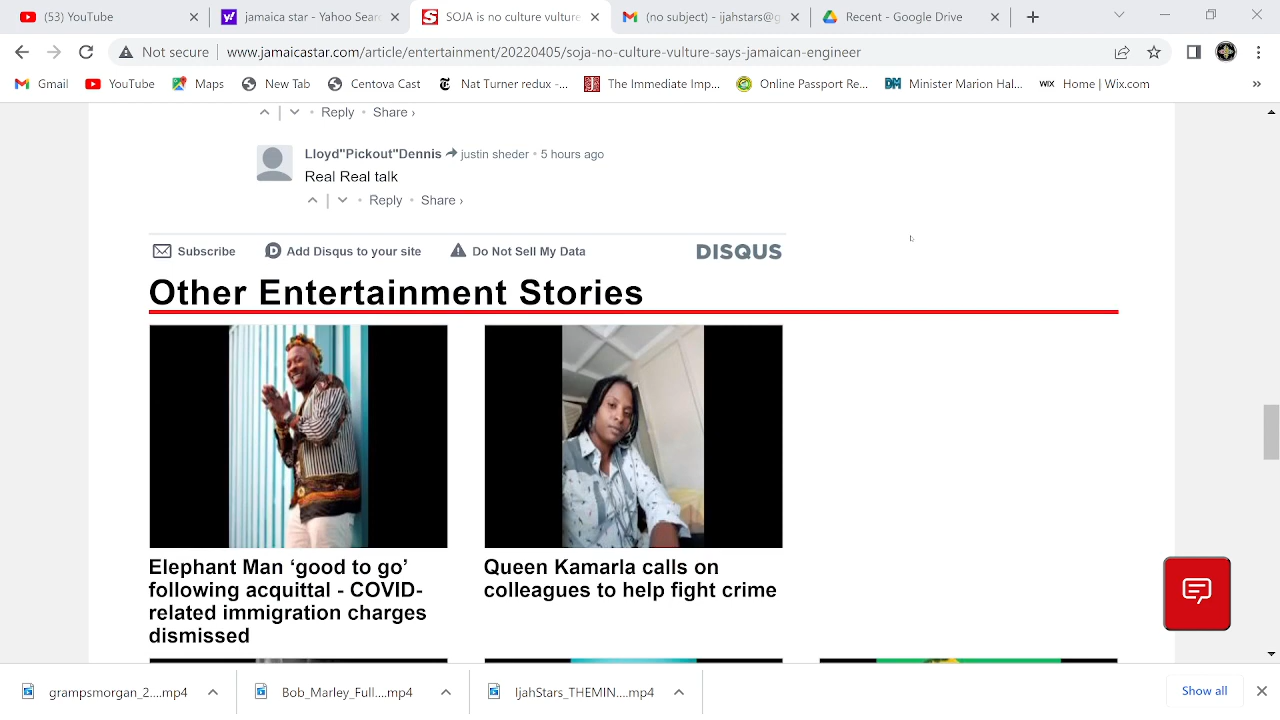 (53) YouTube
jamaica star - Yahoo Sear
SOJA is no culture vulture
(no subject) - ijahstars@g
Recent - Google Drive
Not secure www.jamaicastar.com/article/entertainment/20220405/soja-no-culture-vulture-says-jamaican-engineer
Gmail
YouTube
Maps
New Tab
Centova Cast
Nat Turner redux -...
The Immediate Imp...
Online Passport Re...
Minister Marion Hal...
WIX Home | Wix.com
»
• Reply • Share ›
Lloyd"Pickout"Dennis justin sheder • 5 hours ago
Real Real talk
• Reply • Share ›
Subscribe
Add Disqus to your site
Do Not Sell My Data
DISQUS
Other Entertainment Stories
Elephant Man ‘good to go’
following acquittal - COVID-
related immigration charges
dismissed
Queen Kamarla calls on
colleagues to help fight crime
grampsmorgan_2....mp4
Bob_Marley_Full....mp4
IjahStars_THEMIN....mp4
Show all